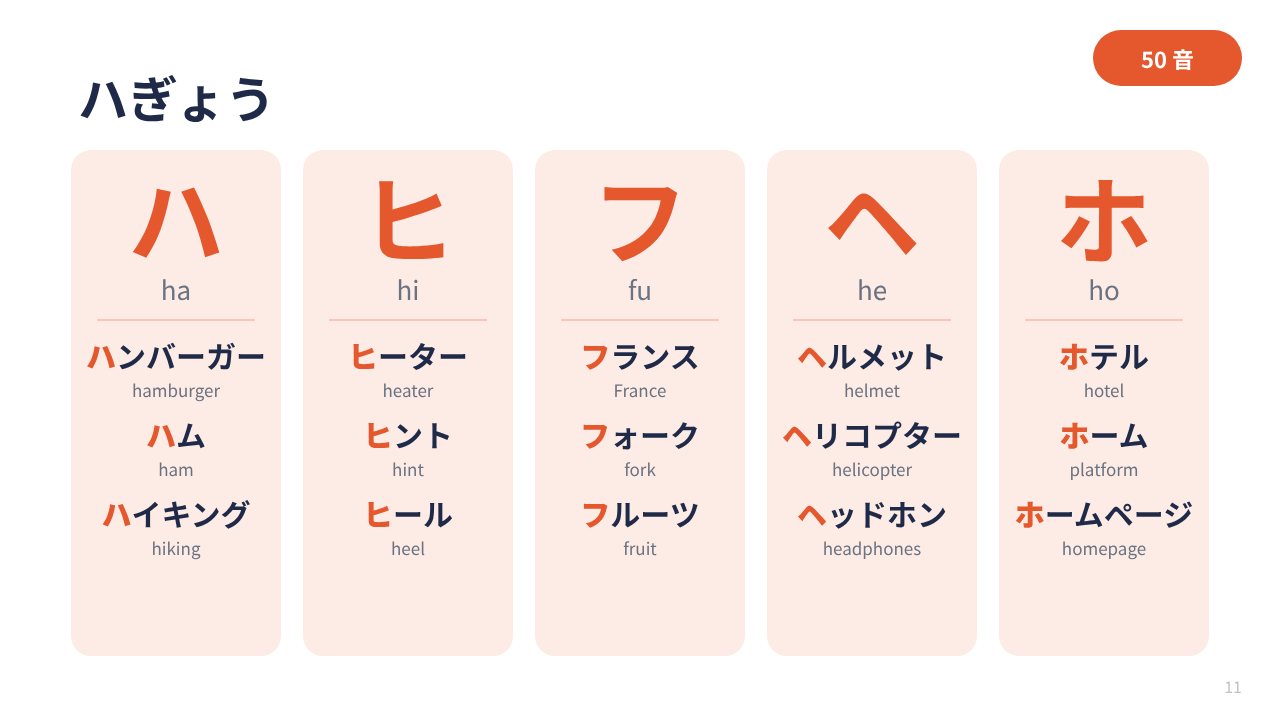 50 音
ハぎょう
ハ
ha
ハンバーガー
hamburger
ハム
ham
ハイキング
hiking
ヒ
hi
ヒーター
heater
ヒント
hint
ヒール
heel
フ
fu
フランス
France
フォーク
fork
フルーツ
fruit
ヘ
he
ヘルメット
helmet
ヘリコプター
helicopter
ヘッドホン
headphones
ホ
ho
ホテル
hotel
ホーム
platform
ホームページ
homepage
11